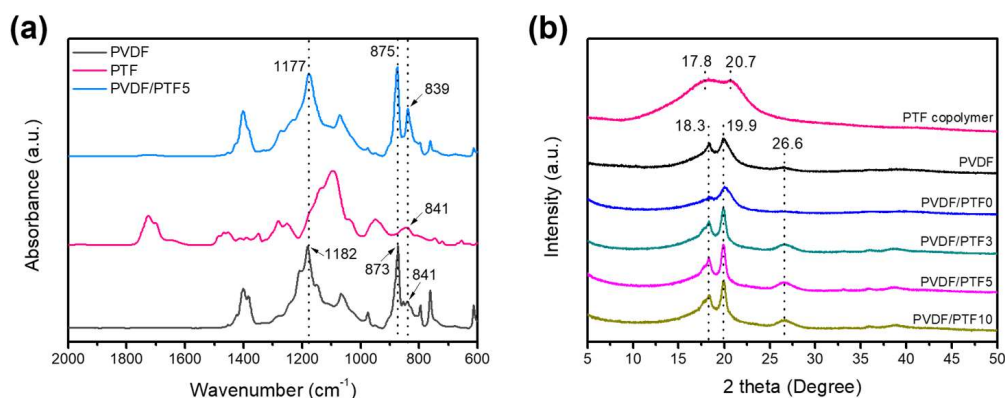 (a)
PVDF
PTF
PVDF/PTF5
1177
875
839
841
1182
873
841
Absorbance (a.u.)
2000 1800 1600 1400 1200 1000 800 600
Wavenumber (cm⁻¹)
(b)
17.8 20.7
PTF copolymer
18.3 19.9
26.6
PVDF
PVDF/PTF0
PVDF/PTF3
PVDF/PTF5
PVDF/PTF10
Intensity (a.u.)
5 10 15 20 25 30 35 40 45 50
2 theta (Degree)